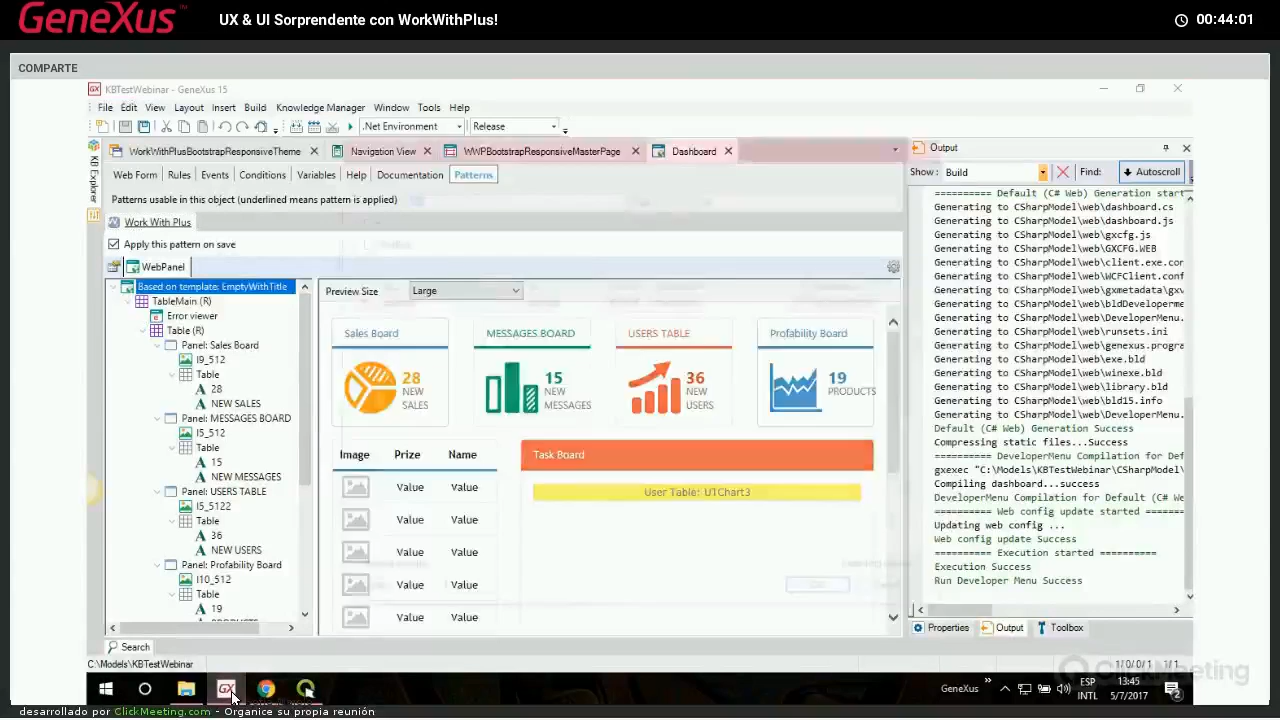 GeneXus™
UX & UI Sorprendente con WorkWithPlus!
00:44:01
COMPARTE
KBTestWebinar - GeneXus 15
File Edit View Layout Insert Build Knowledge Manager Window Tools Help
.Net Environment Release
WorkWithPlusBootstrapResponsiveTheme Navigation View WWPBootstrapResponsiveMasterPage Dashboard
Output
Web Form Rules Events Conditions Variables Help Documentation Patterns
Show: Build Find: Autoscroll
Patterns usable in this object (underlined means pattern is applied)
Work With Plus
Apply this pattern on save
WebPanel
KB Explorer
Based on template: EmptyWithTitle
TableMain (R)
Error viewer
Table (R)
Panel: Sales Board
I9_512
Table
28
NEW SALES
Panel: MESSAGES BOARD
I5_512
Table
15
NEW MESSAGES
Panel: USERS TABLE
I5_5122
Table
36
NEW USERS
Panel: Profability Board
I10_512
Table
19
Preview Size Large
Sales Board
28
NEW
SALES
MESSAGES BOARD
15
NEW
MESSAGES
USERS TABLE
36
NEW
USERS
Profability Board
19
PRODUCTS
Image Prize Name
Value Value
Value Value
Value Value
Value Value
Value Value
Task Board
User Table: UTChart3
========== Default (C# Web) Generation start
Generating to CSharpModel\web\dashboard.cs
Generating to CSharpModel\web\dashboard.js
Generating to CSharpModel\web\gxcfg.js
Generating to CSharpModel\web\GXCFG.WEB
Generating to CSharpModel\web\client.exe.con
Generating to CSharpModel\web\WCFClient.conf
Generating to CSharpModel\web\gxmetadata\gxv
Generating to CSharpModel\web\bldDevelopermе
Generating to CSharpModel\web\DeveloperMenu.
Generating to CSharpModel\web\runsets.ini
Generating to CSharpModel\web\genexus.progra
Generating to CSharpModel\web\exe.bld
Generating to CSharpModel\web\winexe.bld
Generating to CSharpModel\web\library.bld
Generating to CSharpModel\web\bld15.info
Generating to CSharpModel\web\DeveloperMenu.
Default (C# Web) Generation Success
Compressing static files...Success
========== DeveloperMenu Compilation for Def
gxexec "C:\Models\KBTestWebinar\CSharpModel\
Compiling dashboard...success
DeveloperMenu Compilation for Default (C# We
========== Web config update started =======
Updating web config ...
Web config update Success
========== Execution started ==========
Execution Success
Run Developer Menu Success
Properties Output Toolbox
Search
C:\Models\KBTestWebinar
1/0/0/1 1/1
ClickMeeting
GX
GeneXus
ESP
INTL
13:45
5/7/2017
2
desarrollado por ClickMeeting.com - Organice su propia reunión